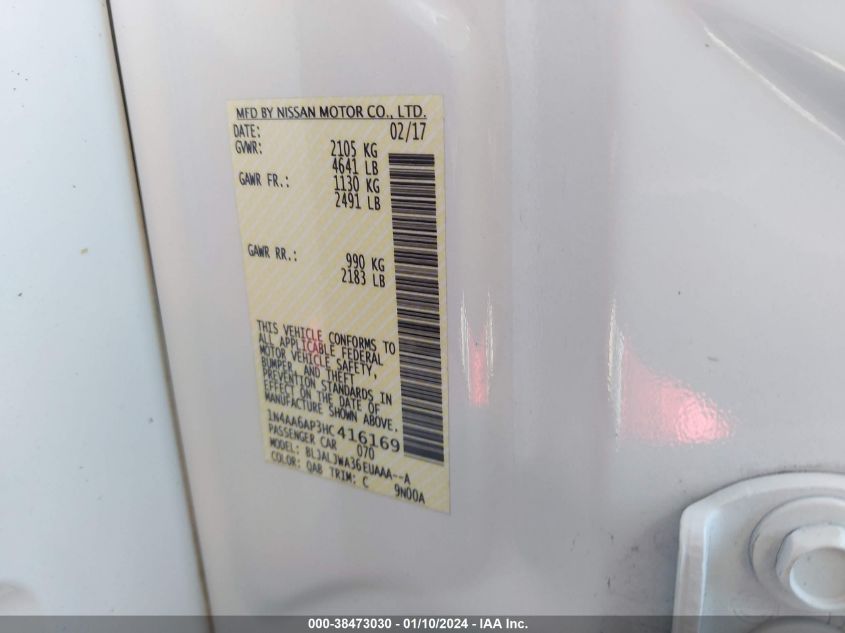 MFD BY NISSAN MOTOR CO., LTD.
DATE: 02/17
GVWR: 2105 KG
4641 LB
GAWR FR.: 1130 KG
2491 LB
GAWR RR.: 990 KG
2183 LB
THIS VEHICLE CONFORMS TO
ALL APPLICABLE FEDERAL
MOTOR VEHICLE SAFETY,
BUMPER, AND THEFT
PREVENTION STANDARDS IN
EFFECT ON THE DATE OF
MANUFACTURE SHOWN ABOVE.
1N4AA6AP3HC416169
PASSENGER CAR 070
MODEL: BLJALJWA36EUAAA--A
COLOR: QAB TRIM: C 9N00A
000-38473030 - 01/10/2024 - IAA Inc.